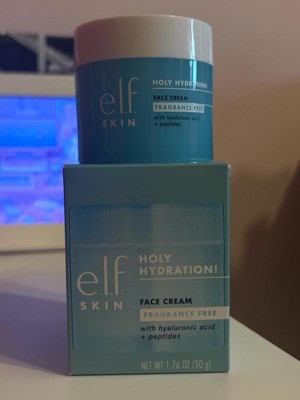 e.l.f.
SKIN
HOLY HYDRATION!
FACE CREAM
FRAGRANCE FREE
with hyaluronic acid
+ peptides
e.l.f.
SKIN
HOLY
HYDRATION!
FACE CREAM
FRAGRANCE FREE
with hyaluronic acid
+ peptides
NET WT 1.76 OZ (50 g)